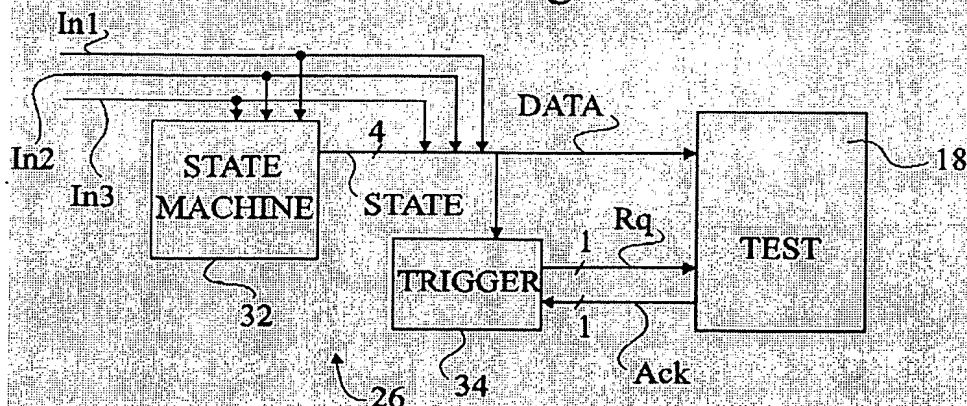 In1
DATA
4
In2
In3
STATE
MACHINE
STATE
18
Rq
1
TEST
TRIGGER
32
1
34
Ack
26